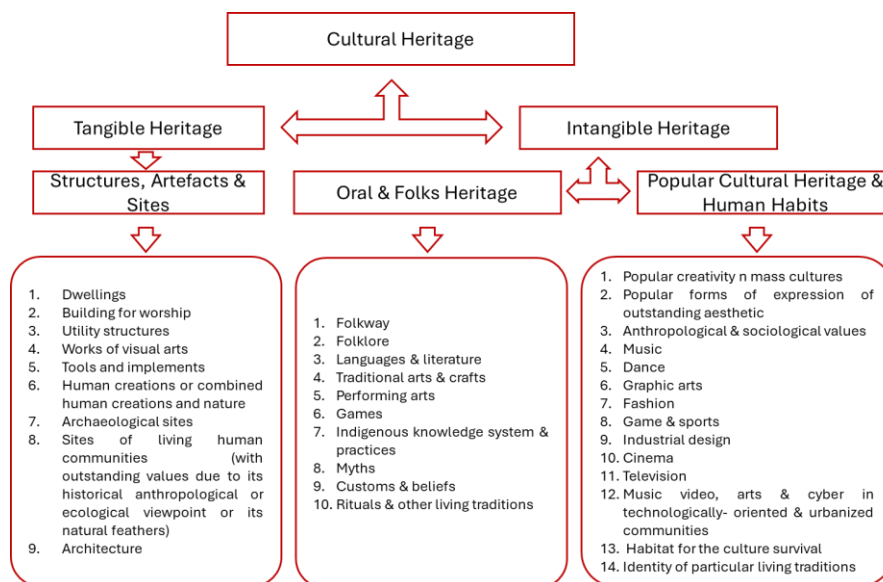 Cultural Heritage
Tangible Heritage
Intangible Heritage
Structures, Artefacts &
Sites
Oral & Folks Heritage
Popular Cultural Heritage &
Human Habits
1. Dwellings
2. Building for worship
3. Utility structures
4. Works of visual arts
5. Tools and implements
6. Human creations or combined
human creations and nature
7. Archaeological sites
8. Sites of living human
communities (with
outstanding values due to its
historical anthropological or
ecological viewpoint or its
natural feathers)
9. Architecture
1. Folkway
2. Folklore
3. Languages & literature
4. Traditional arts & crafts
5. Performing arts
6. Games
7. Indigenous knowledge system &
practices
8. Myths
9. Customs & beliefs
10. Rituals & other living traditions
1. Popular creativity n mass cultures
2. Popular forms of expression of
outstanding aesthetic
3. Anthropological & sociological values
4. Music
5. Dance
6. Graphic arts
7. Fashion
8. Game & sports
9. Industrial design
10. Cinema
11. Television
12. Music video, arts & cyber in
technologically- oriented & urbanized
communities
13. Habitat for the culture survival
14. Identity of particular living traditions